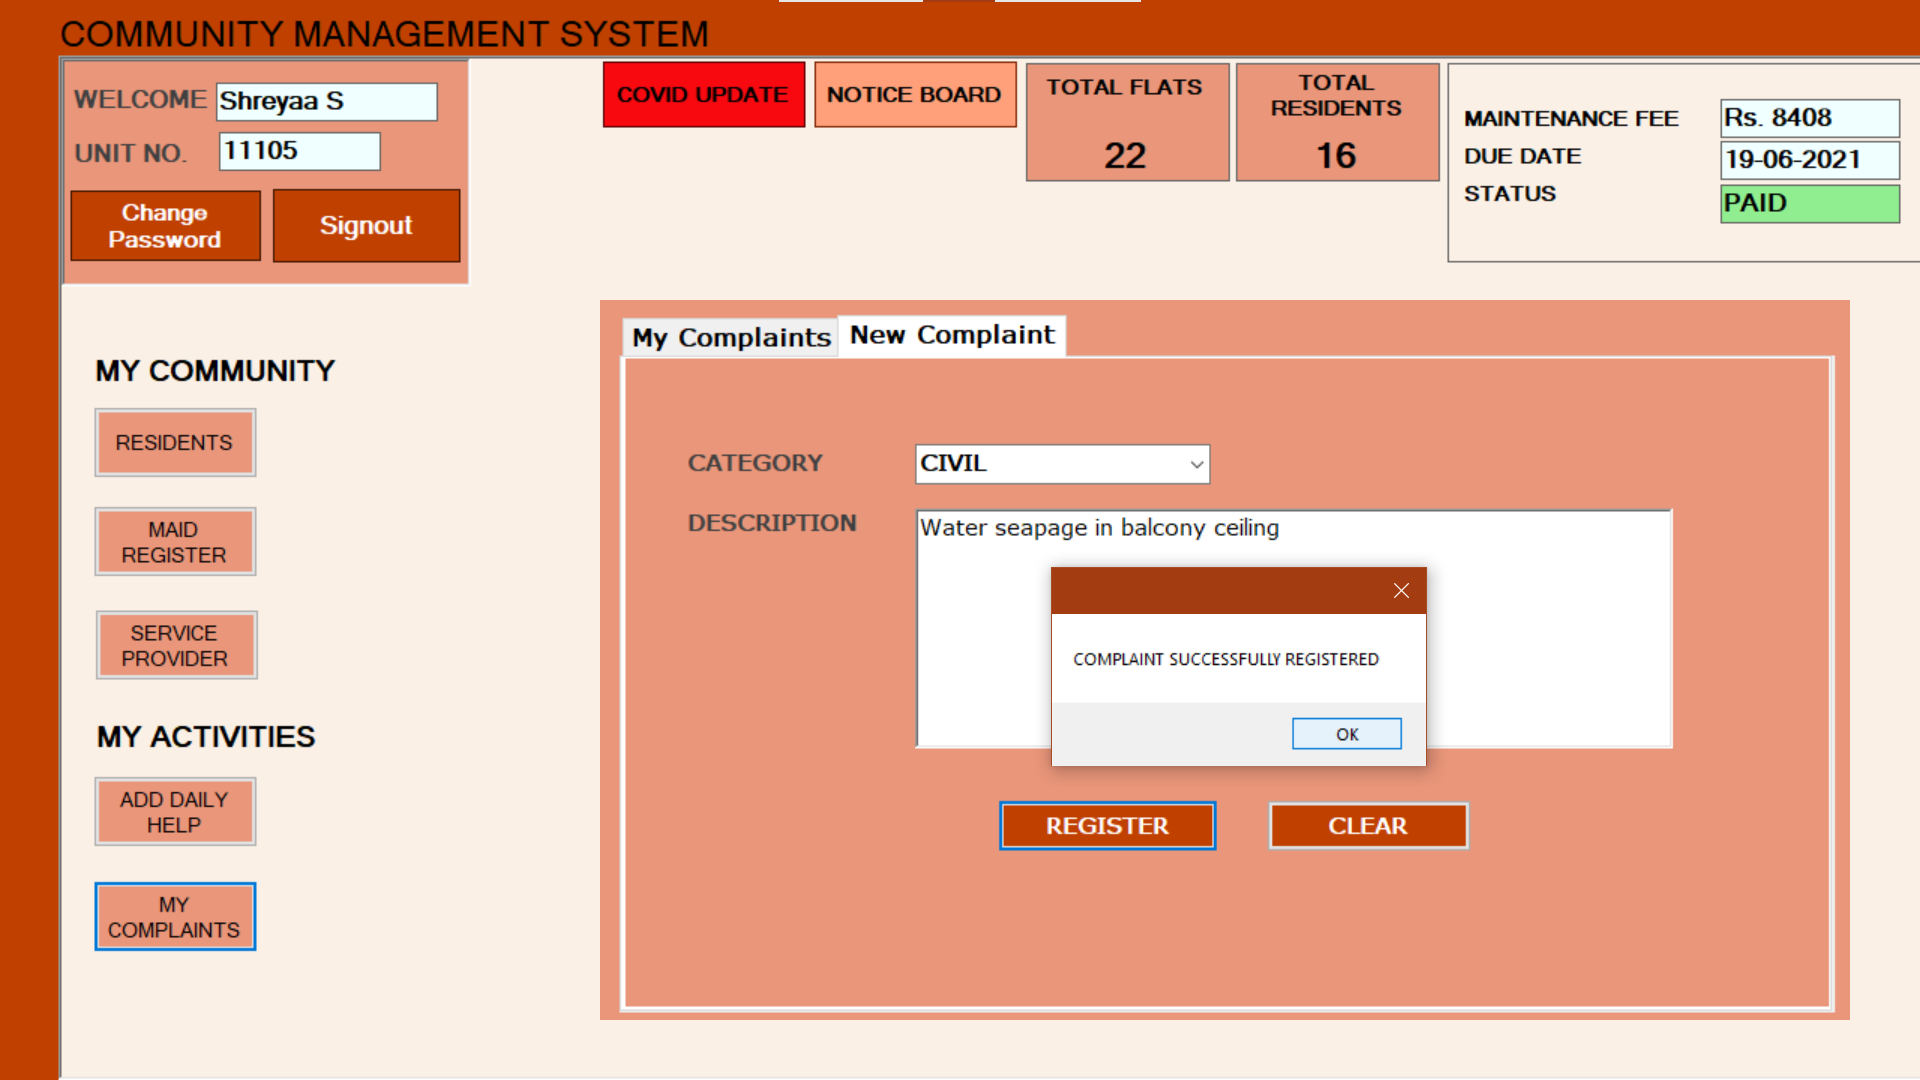 COMMUNITY MANAGEMENT SYSTEM
WELCOME Shreyaa S
UNIT NO. 11105
Change
Password
Signout
COVID UPDATE
NOTICE BOARD
TOTAL FLATS
22
TOTAL
RESIDENTS
16
MAINTENANCE FEE Rs. 8408
DUE DATE 19-06-2021
STATUS PAID
MY COMMUNITY
RESIDENTS
MAID
REGISTER
SERVICE
PROVIDER
MY ACTIVITIES
ADD DAILY
HELP
MY
COMPLAINTS
My Complaints New Complaint
CATEGORY CIVIL
DESCRIPTION Water seapage in balcony ceiling
COMPLAINT SUCCESSFULLY REGISTERED
OK
REGISTER CLEAR